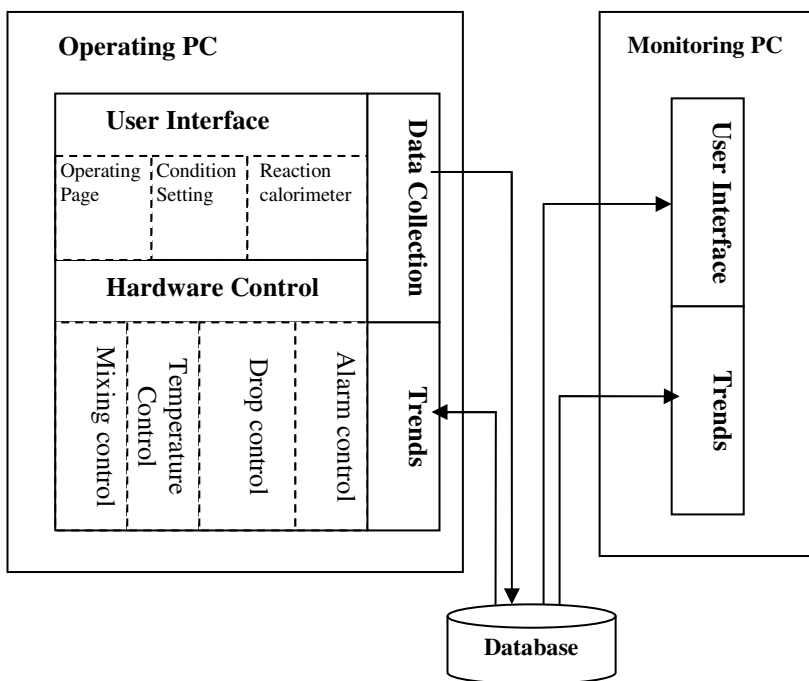 Operating PC
User Interface
Operating
Page
Condition
Setting
Reaction
calorimeter
Data Collection
Hardware Control
Mixing control
Temperature
Control
Drop control
Alarm control
Trends
Monitoring PC
User Interface
Trends
Database